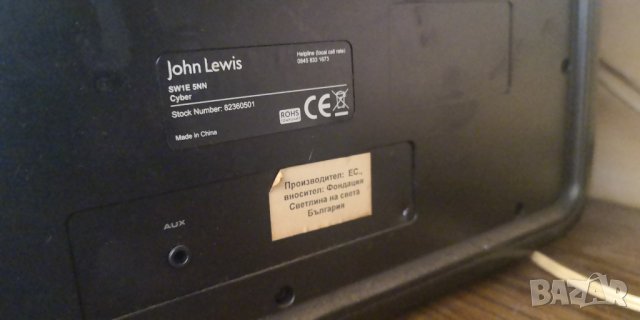 John Lewis
Helpline (local cell rate)
0845 833 1673
SW1E 5NN
Cyber
Stock Number: 82360501
ROHS
CE
Made in China
Производител: ЕС.,
вносител: Фондация
Светлина на света
България
AUX
BAZAR